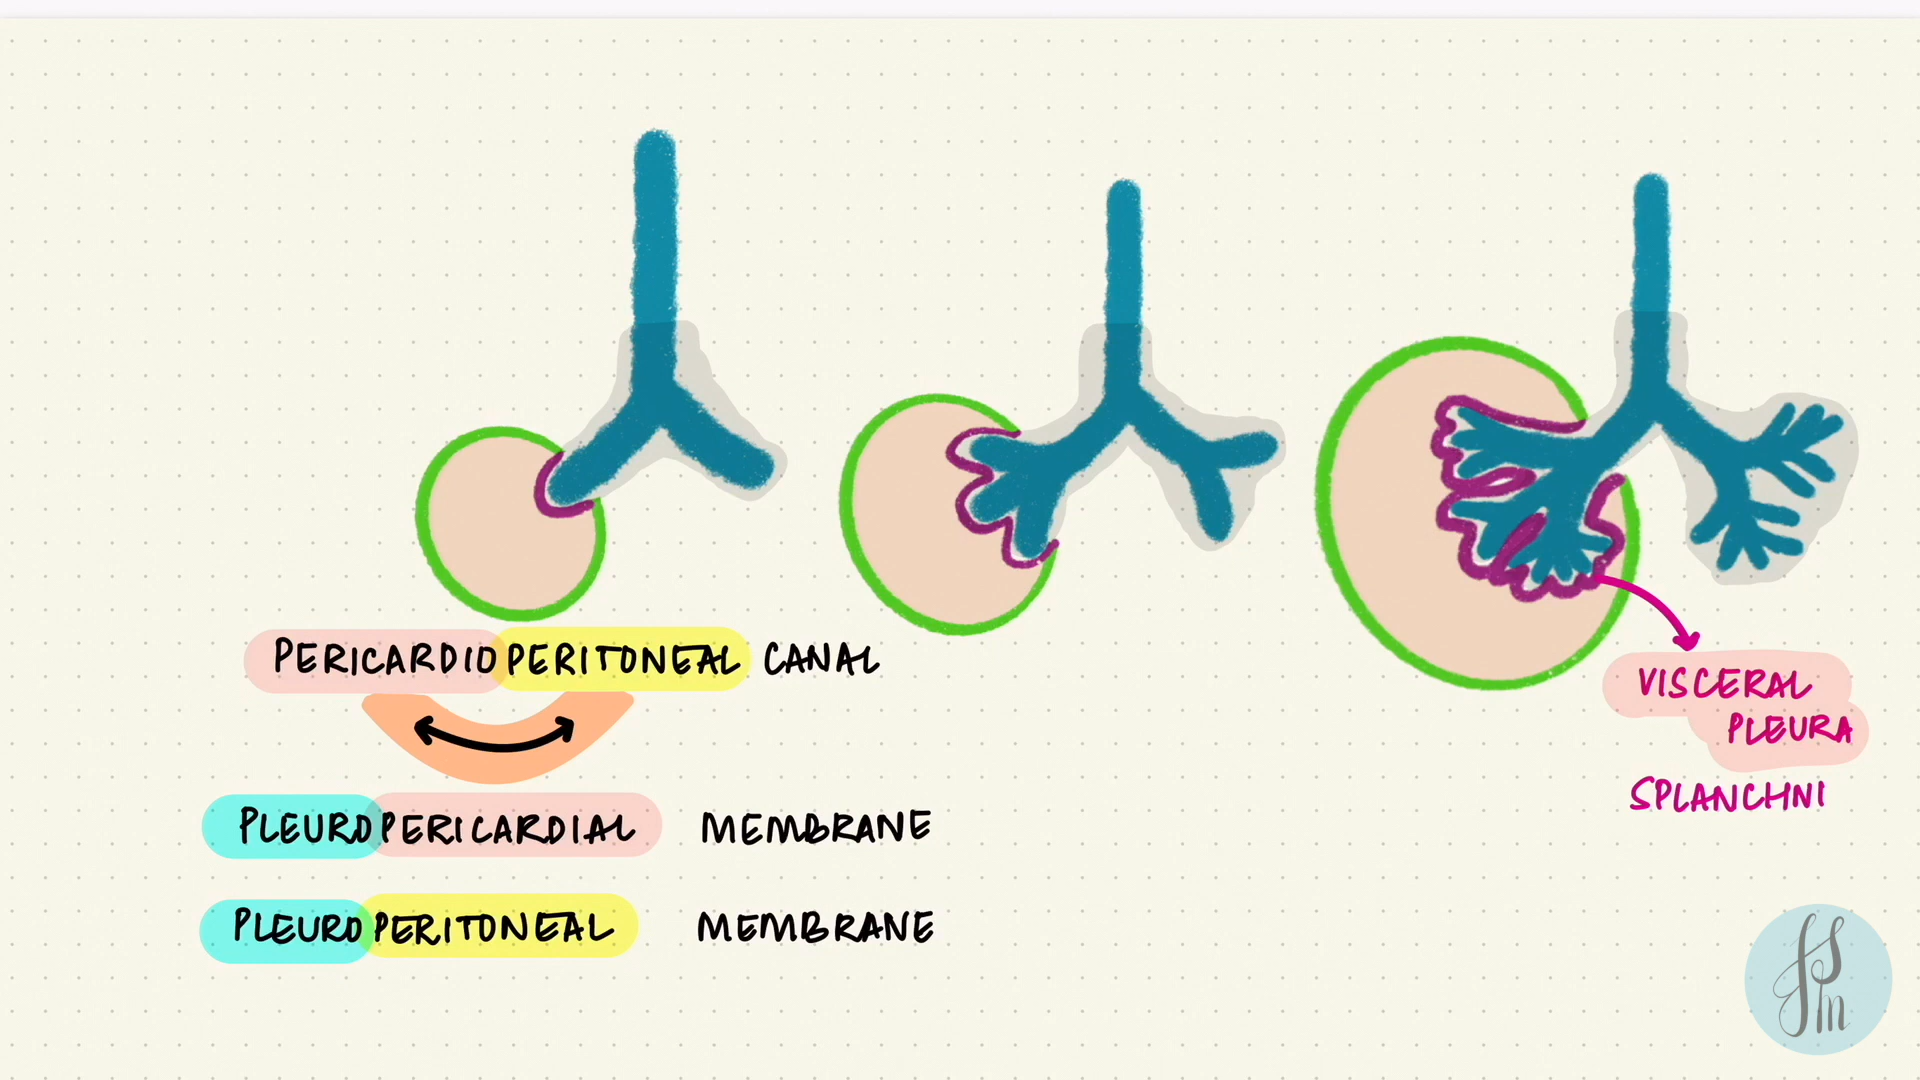 PERICARDIOPERITONEAL CANAL
PLEUROPERICARDIAL MEMBRANE
PLEUROPERITONEAL MEMBRANE
VISCERAL
PLEURA
SPLANCHNI